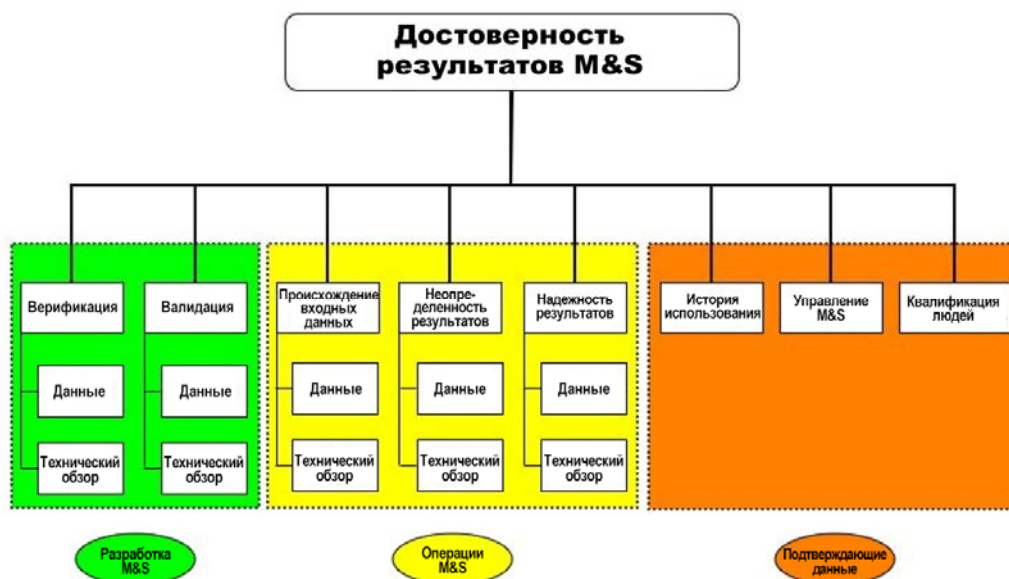 Достоверность
результатов M&S
Верификация
Валидация
Происхождение
входных
данных
Неопре-
деленность
результатов
Надежность
результатов
История
использования
Управление
M&S
Квалификация
людей
Данные
Данные
Данные
Данные
Данные
Технический
обзор
Технический
обзор
Технический
обзор
Технический
обзор
Технический
обзор
Разработка
M&S
Операции
M&S
Подтверждающие
данные